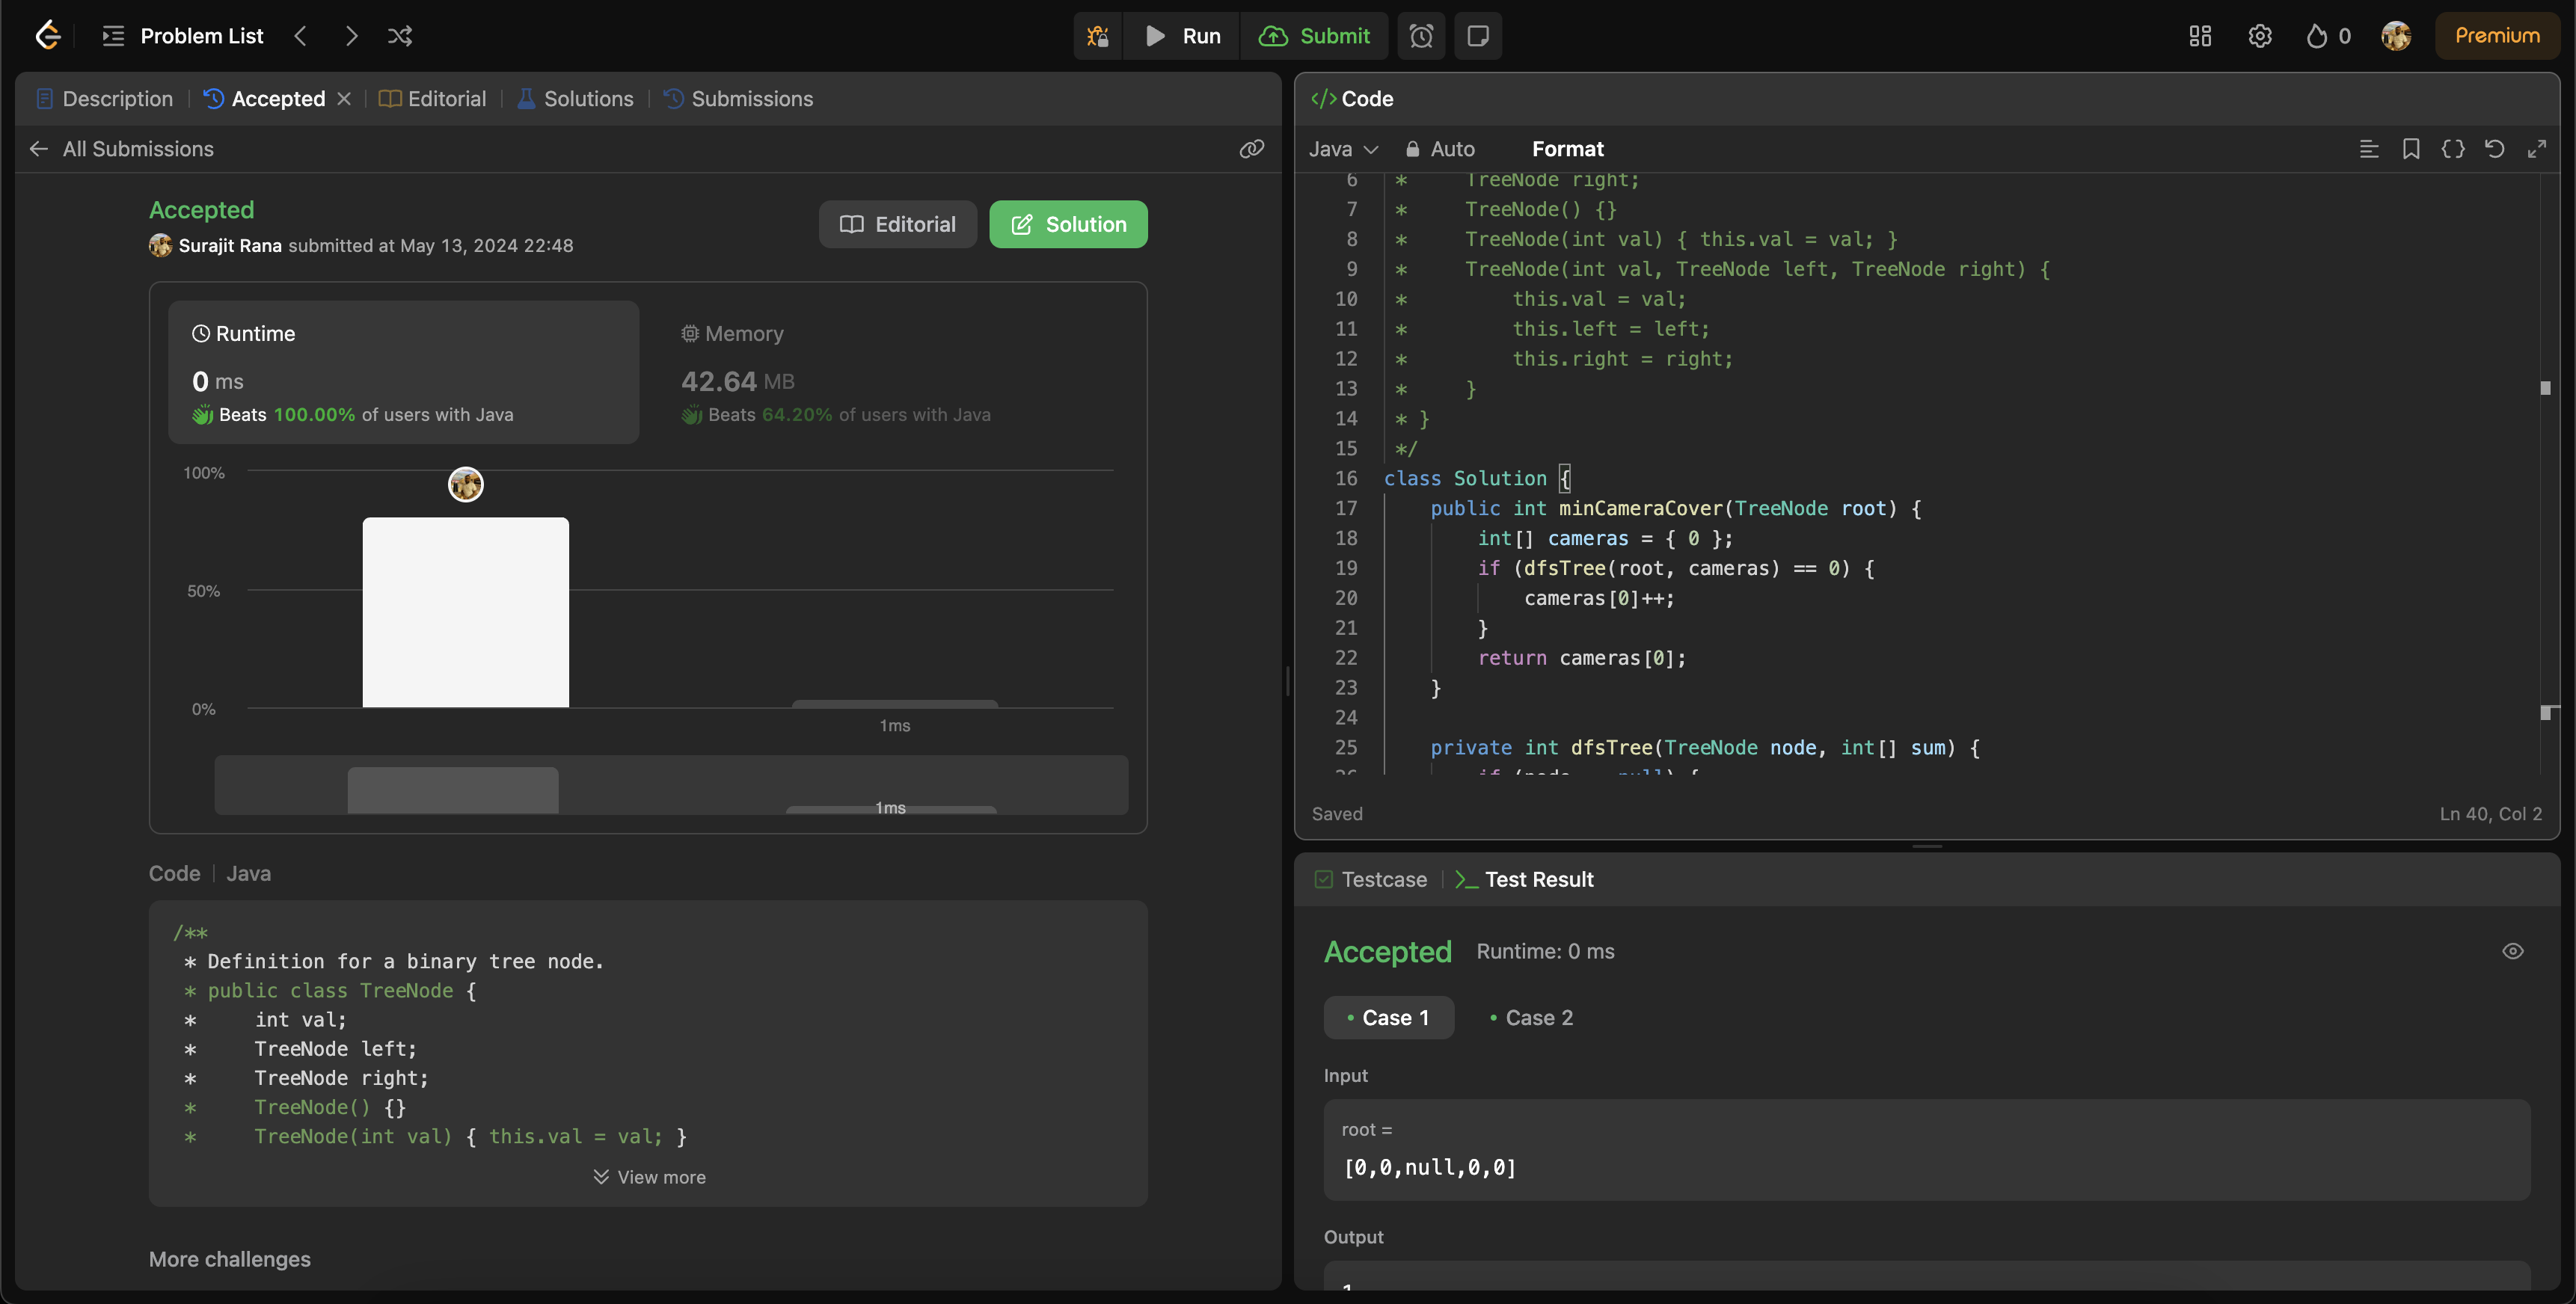 Problem List
Run
Submit
0
Premium
Description
Accepted
Editorial
Solutions
Submissions
All Submissions
Accepted
Surajit Rana submitted at May 13, 2024 22:48
Editorial
Solution
Runtime
0 ms
Beats 100.00% of users with Java
Memory
42.64 MB
Beats 64.20% of users with Java
100%
50%
0%
1ms
1ms
Code
Java
/**
* Definition for a binary tree node.
* public class TreeNode {
*     int val;
*     TreeNode left;
*     TreeNode right;
*     TreeNode() {}
*     TreeNode(int val) { this.val = val; }
View more
More challenges
</> Code
Java
Auto
Format
6 *     TreeNode right;
7 *     TreeNode() {}
8 *     TreeNode(int val) { this.val = val; }
9 *     TreeNode(int val, TreeNode left, TreeNode right) {
10 *         this.val = val;
11 *         this.left = left;
12 *         this.right = right;
13 *     }
14 * }
15 */
16 class Solution {
17     public int minCameraCover(TreeNode root) {
18         int[] cameras = { 0 };
19         if (dfsTree(root, cameras) == 0) {
20             cameras[0]++;
21         }
22         return cameras[0];
23     }
24
25     private int dfsTree(TreeNode node, int[] sum) {
Saved
Ln 40, Col 2
Testcase
Test Result
Accepted
Runtime: 0 ms
Case 1
Case 2
Input
root =
[0,0,null,0,0]
Output